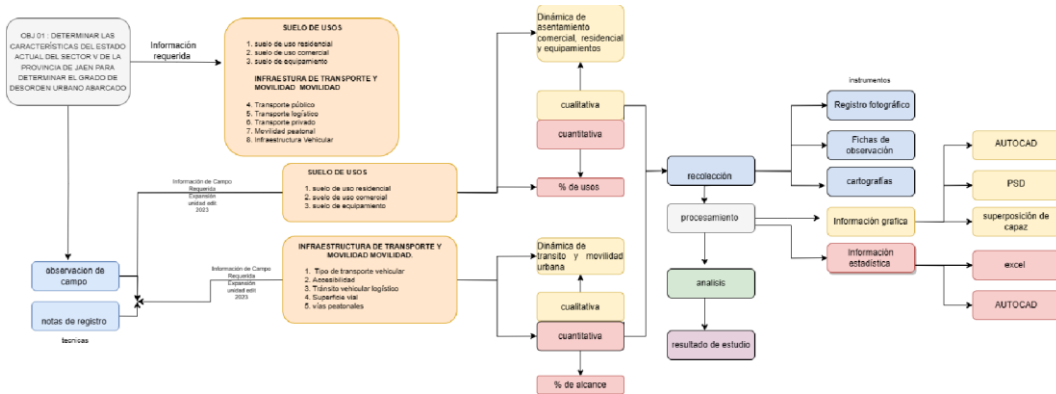 OBJ 01 : DETERMINAR LAS
CARACTERÍSTICAS DEL ESTADO
ACTUAL DEL SECTOR V DE LA
PROVINCIA DE JAEN PARA
DETERMINAR EL GRADO DE
DESORDEN URBANO ABARCADO
Información
requerida
SUELO DE USOS
1. suelo de uso residencial
2. suelo de uso comercial
3. suelo de equipamiento
INFRAESTURA DE TRANSPORTE Y
MOVILIDAD MOVILIDAD
4. Transporte público
5. Transporte logístico
6. Transporte privado
7. Movilidad peatonal
8. Infraestructura Vehicular
Información de Campo
Requerida
Expansión
unidad edil
2023
SUELO DE USOS
1. suelo de uso residencial
2. suelo de uso comercial
3. suelo de equipamiento
observacion de
campo
notas de registro
tecnicas
Información de Campo
Requerida
Expansión
unidad edil
2023
INFRAESTRUCTURA DE TRANSPORTE Y
MOVILIDAD MOVILIDAD.
1. Tipo de transporte vehicular
2. Accesibilidad
3. Tránsito vehicular logístico
4. Superficie vial
5. vías peatonales
Dinámica de
asentamiento
comercial, residencial
y equipamientos
cualitativa
cuantitativa
% de usos
Dinámica de
transito y movilidad
urbana
cualitativa
cuantitativa
% de alcance
recolección
procesamiento
analisis
resultado de estudio
Instrumentos
Registro fotográfico
Fichas de
observación
cartografías
Información grafica
Información
estadística
AUTOCAD
PSD
superposición de
capaz
excel
AUTOCAD